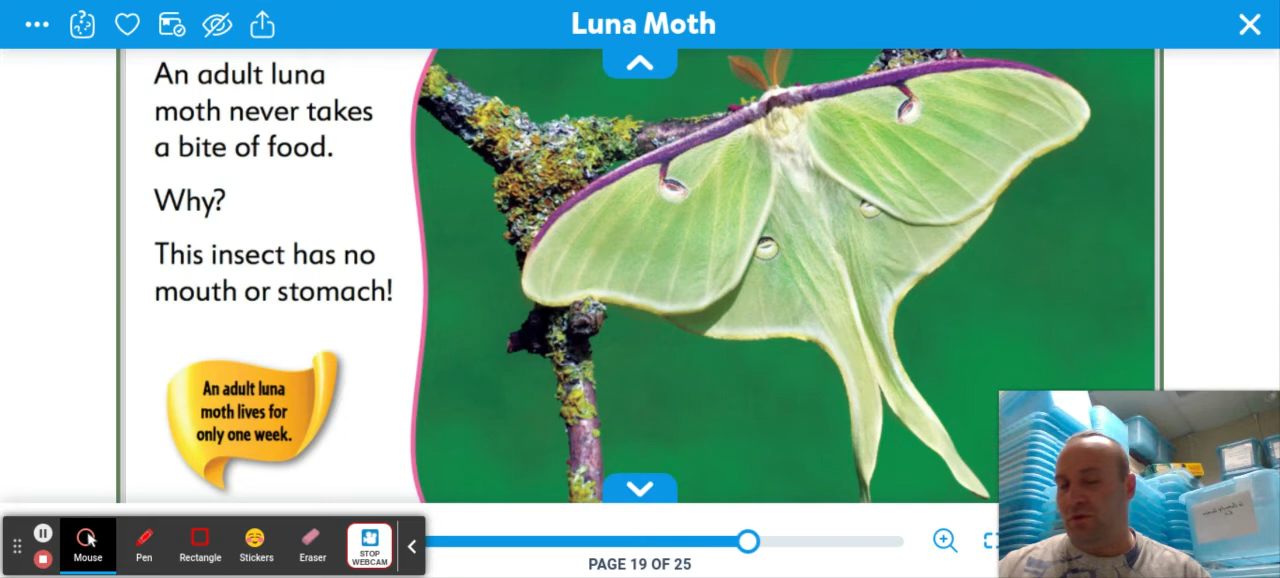 Luna Moth
An adult luna
moth never takes
a bite of food.
Why?
This insect has no
mouth or stomach!
An adult luna
moth lives for
only one week.
Mouse
Pen
Rectangle
Stickers
Eraser
STOP
WEBCAM
PAGE 19 OF 25